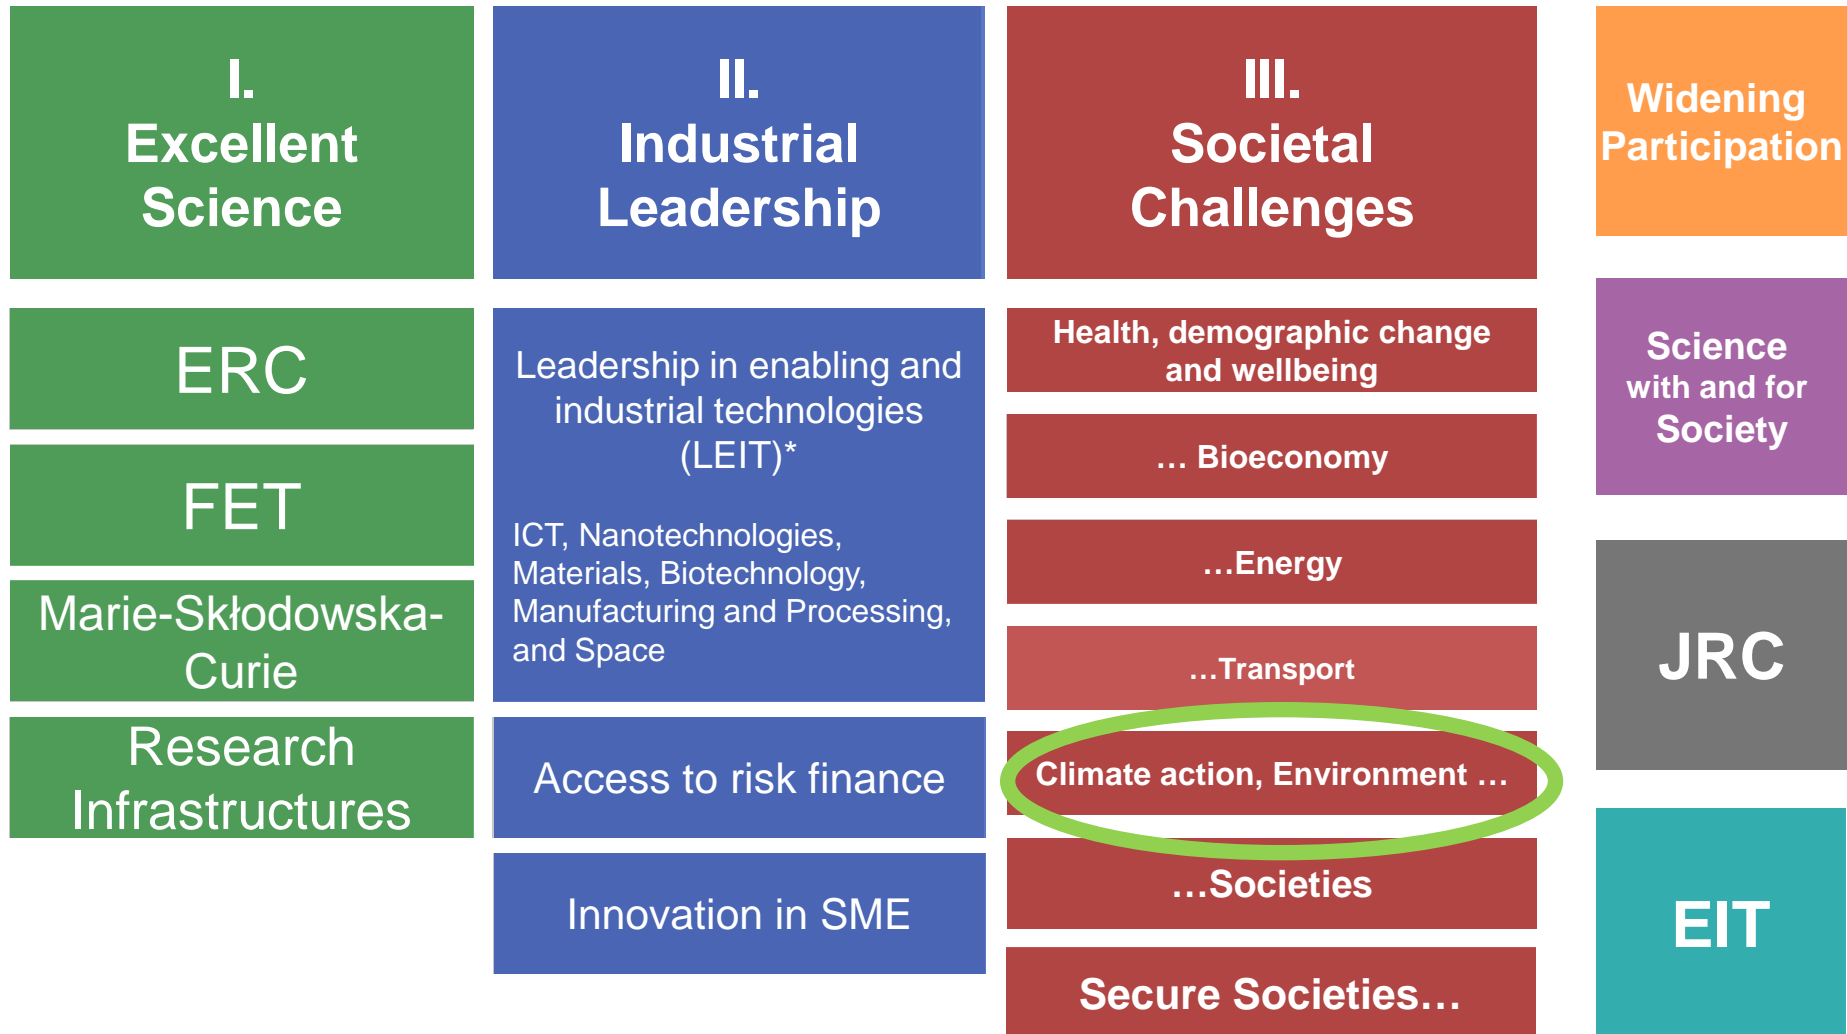 I.
Excellent
Science
ERC
FET
Marie-Skłodowska-
Curie
Research
Infrastructures
II.
Industrial
Leadership
Leadership in enabling and
industrial technologies
(LEIT)*
ICT, Nanotechnologies,
Materials, Biotechnology,
Manufacturing and Processing,
and Space
Access to risk finance
Innovation in SME
III.
Societal
Challenges
Health, demographic change
and wellbeing
… Bioeconomy
…Energy
…Transport
Climate action, Environment …
…Societies
Secure Societies…
Widening
Participation
Science
with and for
Society
JRC
EIT